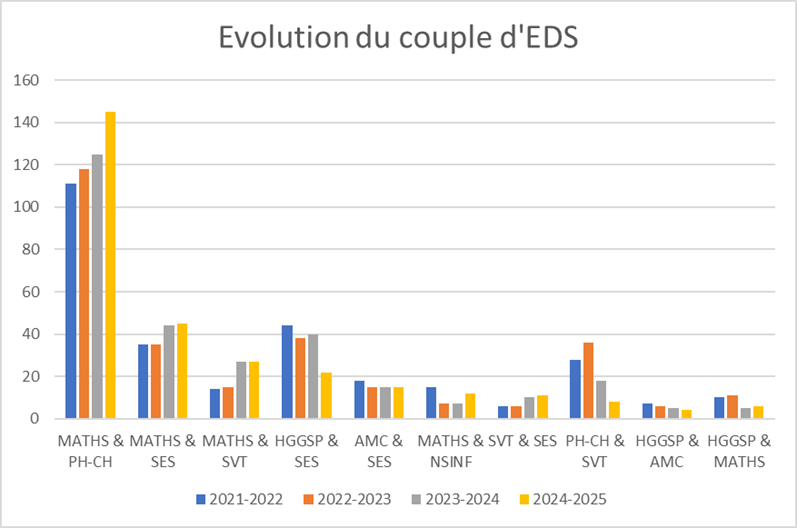 Evolution du couple d'EDS
160
140
120
100
80
60
40
20
0
MATHS & PH-CH
MATHS & SES
MATHS & SVT
HGGSP & SES
AMC & SES
MATHS & NSINF
SVT & SES
PH-CH & SVT
HGGSP & AMC
HGGSP & MATHS
2021-2022 2022-2023 2023-2024 2024-2025